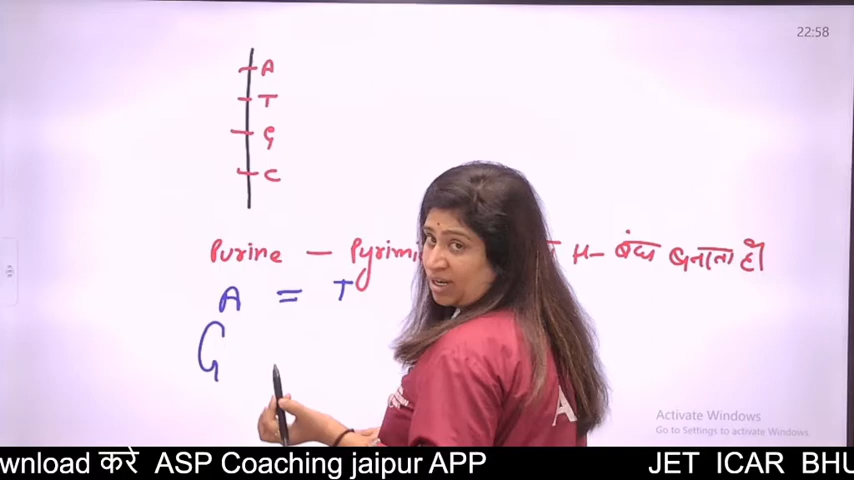 22:58
A
T
G
C
Purine — Pyrimi H- बंध बनाता है
A = T
G
A
Activate Windows
Go to Settings to activate Windows.
wnload करे ASP Coaching jaipur APP JET ICAR BHU